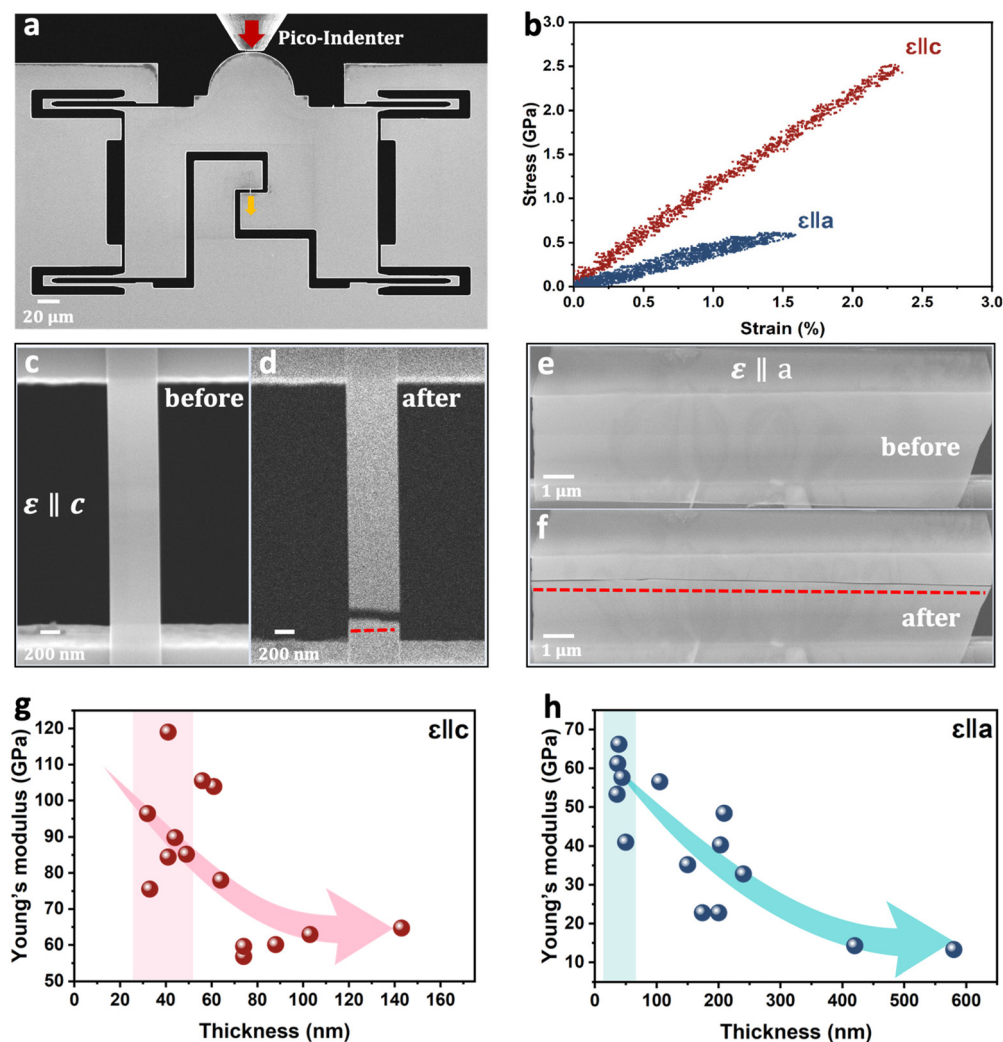 a
Pico-Indenter
20 µm
b
Stress (GPa)
3.0
2.5
2.0
1.5
1.0
0.5
0.0
ε||c
ε||a
0.0 0.5 1.0 1.5 2.0 2.5 3.0
Strain (%)
c
before
ε || c
200 nm
d
after
200 nm
e
ε || a
before
1 µm
f
after
1 µm
g
ε||c
Young's modulus (GPa)
120
110
100
90
80
70
60
50
0 20 40 60 80 100 120 140 160
Thickness (nm)
h
ε||a
Young's modulus (GPa)
70
60
50
40
30
20
10
0 100 200 300 400 500 600
Thickness (nm)